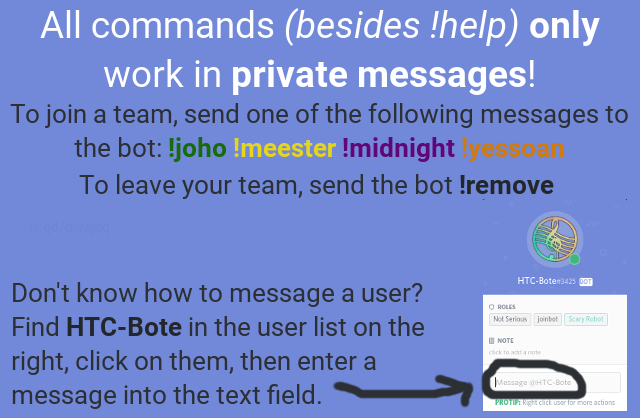 All commands (besides !help) only
work in private messages!
To join a team, send one of the following messages to
the bot: !joho !meester !midnight !yessoan
To leave your team, send the bot !remove
HTC-Bote#3425 BOT
ROLES
Not Serious joinbot Scary Robot
NOTE
click to add a note
Don't know how to message a user?
Find HTC-Bote in the user list on the
right, click on them, then enter a
message into the text field.
Message @HTC-Bote
PROTIP: Right click user for more actions